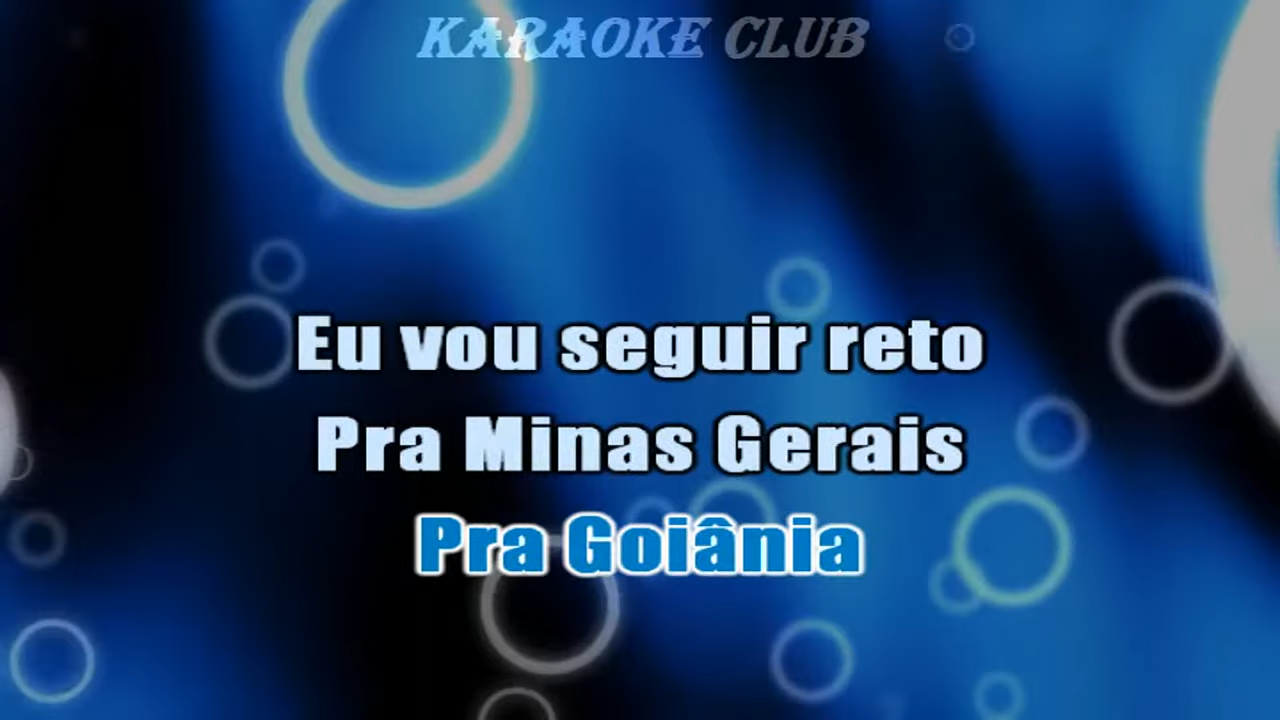 KARAOKE CLUB
Eu vou seguir reto
Pra Minas Gerais
Pra Goiânia